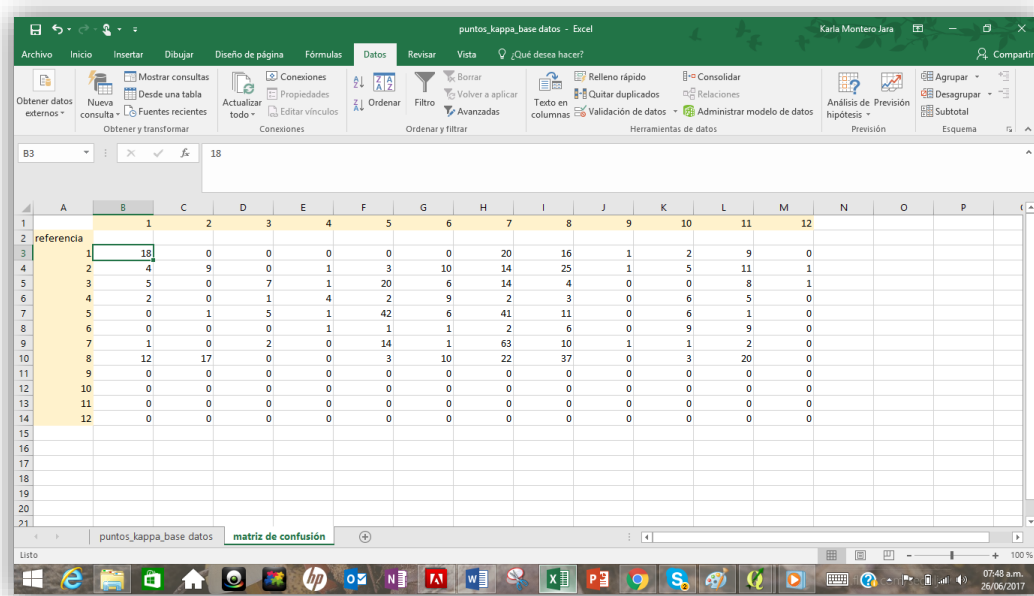 puntos_kappa_base datos - Excel
Karla Montero Jara
Archivo Inicio Insertar Dibujar Diseño de página Fórmulas Datos Revisar Vista ¿Qué desea hacer? Compartir
Obtener datos externos
Nueva consulta
Mostrar consultas
Desde una tabla
Fuentes recientes
Obtener y transformar
Actualizar todo
Conexiones
Propiedades
Editar vínculos
Conexiones
Ordenar
Filtro
Borrar
Volver a aplicar
Avanzadas
Ordenar y filtrar
Texto en columnas
Relleno rápido
Quitar duplicados
Validación de datos
Consolidar
Relaciones
Administrar modelo de datos
Herramientas de datos
Análisis de hipótesis
Previsión
Previsión
Agrupar
Desagrupar
Subtotal
Esquema
B3 fx 18
A B C D E F G H I J K L M N O P
1 1 2 3 4 5 6 7 8 9 10 11 12
2 referencia
3 1 18 0 0 0 0 0 20 16 1 2 9 0
4 2 4 9 0 1 3 10 14 25 1 5 11 1
5 3 5 0 7 1 20 6 14 4 0 0 8 1
6 4 2 0 1 4 2 9 2 3 0 6 5 0
7 5 0 1 5 1 42 6 41 11 0 6 1 0
8 6 0 0 0 1 1 1 2 6 0 9 9 0
9 7 1 0 2 0 14 1 63 10 1 1 2 0
10 8 12 17 0 0 3 10 22 37 0 3 20 0
11 9 0 0 0 0 0 0 0 0 0 0 0 0
12 10 0 0 0 0 0 0 0 0 0 0 0 0
13 11 0 0 0 0 0 0 0 0 0 0 0 0
14 12 0 0 0 0 0 0 0 0 0 0 0 0
15
16
17
18
19
20
21
puntos_kappa_base datos matriz de confusión
Listo
100 %
07:48 a.m.
26/06/2017